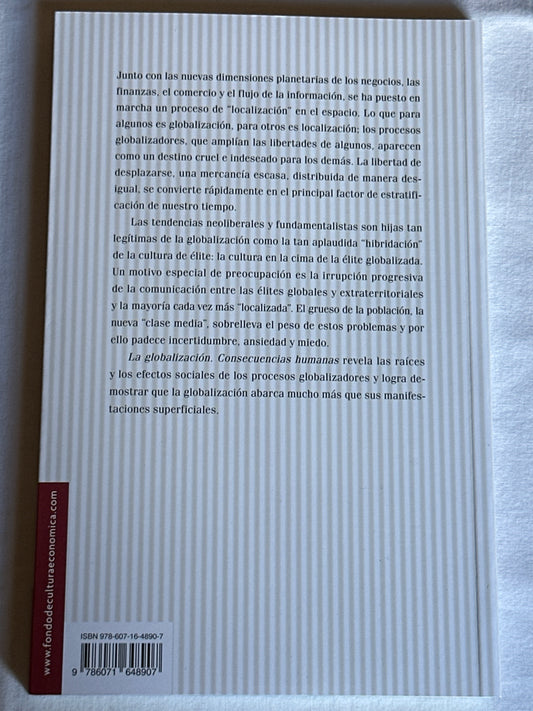 Junto con las nuevas dimensiones planetarias de los negocios, las
finanzas, el comercio y el flujo de la información, se ha puesto en
marcha un proceso de "localización" en el espacio. Lo que para
algunos es globalización, para otros es localización; los procesos
globalizadores, que amplían las libertades de algunos, aparecen
como un destino cruel e indeseado para los demás. La libertad de
desplazarse, una mercancía escasa, distribuida de manera des-
igual, se convierte rápidamente en el principal factor de estratifi-
cación de nuestro tiempo.
Las tendencias neoliberales y fundamentalistas son hijas tan
legítimas de la globalización como la tan aplaudida "hibridación"
de la cultura de élite: la cultura en la cima de la élite globalizada.
Un motivo especial de preocupación es la irrupción progresiva
de la comunicación entre las élites globales y extraterritoriales
y la mayoría cada vez más "localizada". El grueso de la población, la
nueva "clase media", sobrelleva el peso de estos problemas y por
ello padece incertidumbre, ansiedad y miedo.
La globalización. Consecuencias humanas revela las raíces
y los efectos sociales de los procesos globalizadores y logra de-
mostrar que la globalización abarca mucho más que sus manifes-
taciones superficiales.
www.fondodeculturaeconomica.com
ISBN 978-607-16-4890-7
9 786071 648907